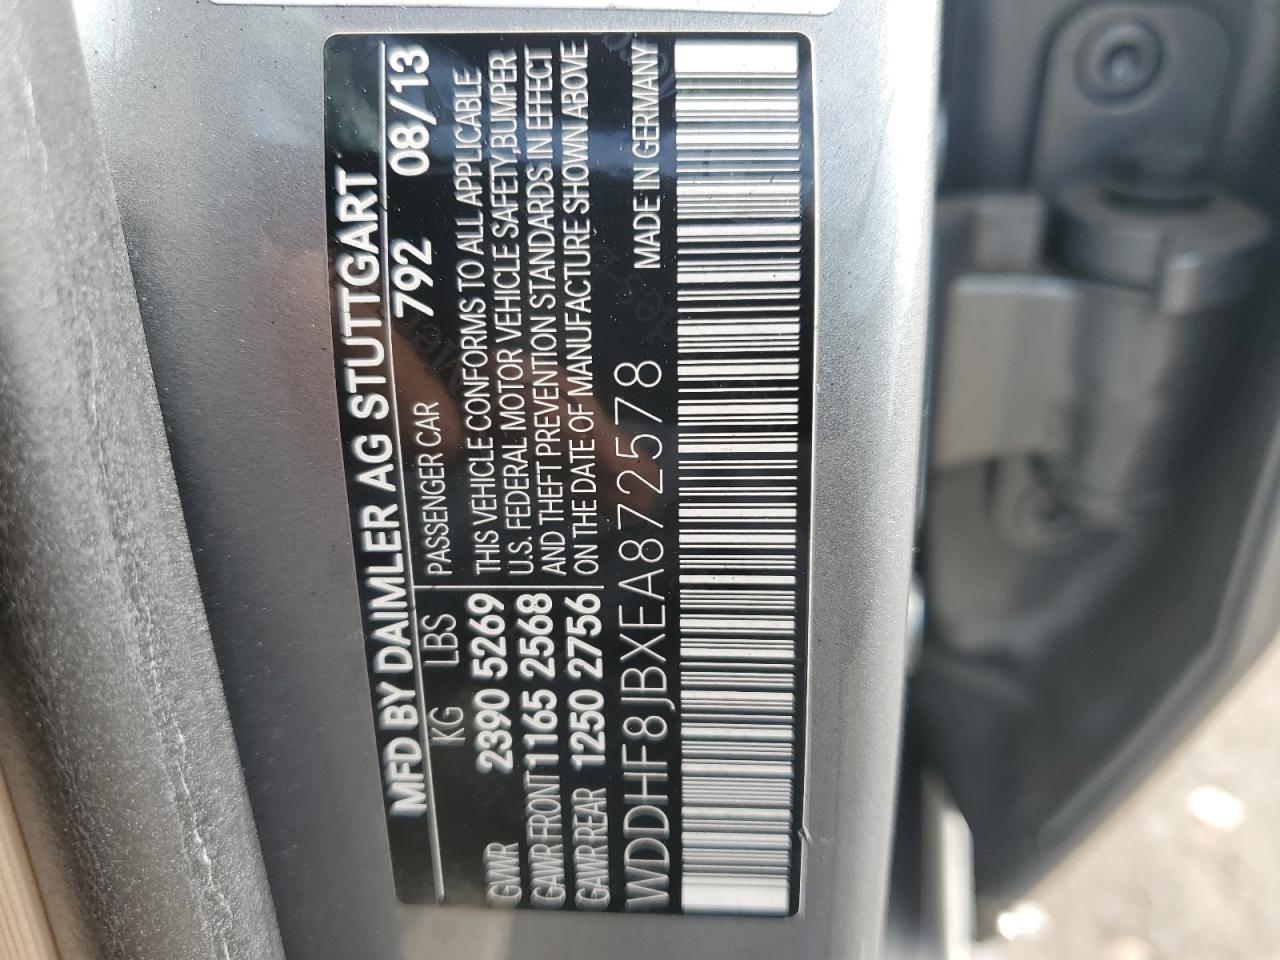 MFD BY DAIMLER AG STUTTGART
KG LBS PASSENGER CAR 792 08/13
GVWR 2390 5269 THIS VEHICLE CONFORMS TO ALL APPLICABLE
GAWR FRONT 1165 2568 U.S. FEDERAL MOTOR VEHICLE SAFETY, BUMPER
GAWR REAR 1250 2756 AND THEFT PREVENTION STANDARDS IN EFFECT
ON THE DATE OF MANUFACTURE SHOWN ABOVE
WDDHF8JBXEA872578 MADE IN GERMANY